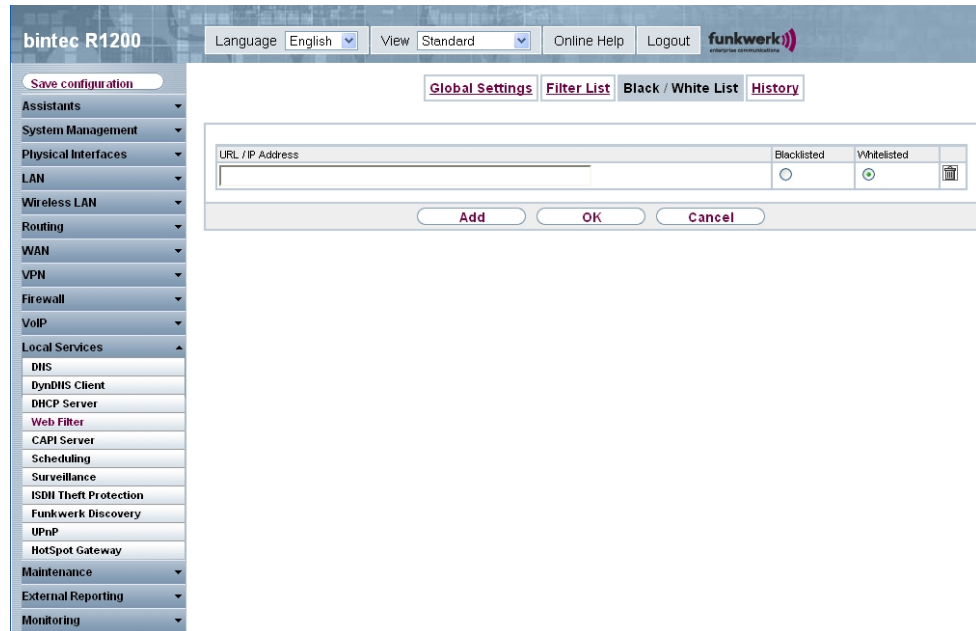 bintec R1200
Language English View Standard Online Help Logout funkwerk
enterprise communications
Save configuration
Global Settings Filter List Black / White List History
Assistants
System Management
Physical Interfaces
LAN
Wireless LAN
Routing
WAN
VPN
Firewall
VoIP
Local Services
DNS
DynDNS Client
DHCP Server
Web Filter
CAPI Server
Scheduling
Surveillance
ISDN Theft Protection
Funkwerk Discovery
UPnP
HotSpot Gateway
Maintenance
External Reporting
Monitoring
URL / IP Address Blacklisted Whitelisted
Add OK Cancel